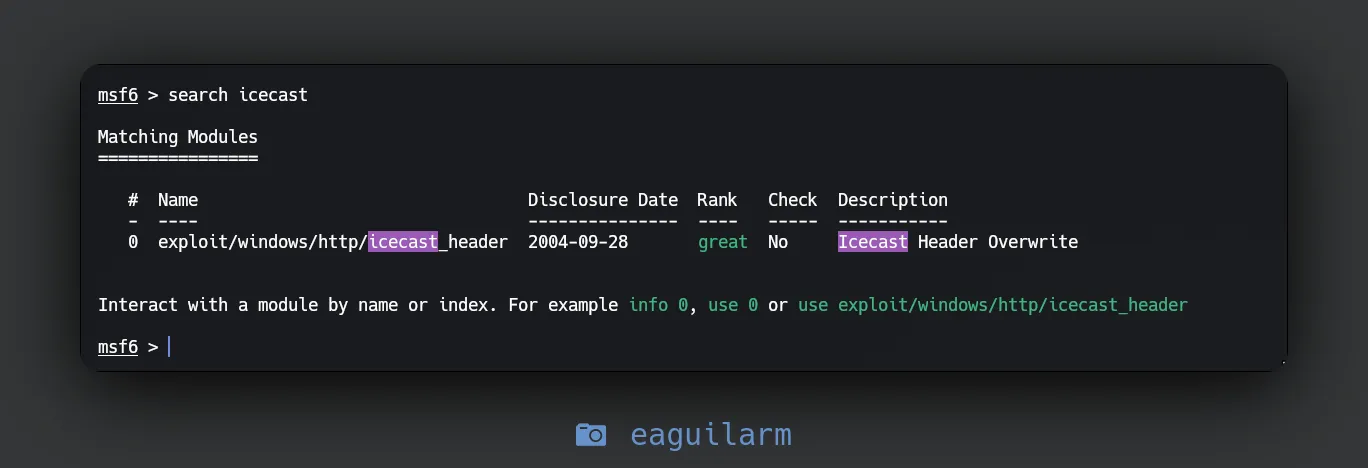 msf6 > search icecast
Matching Modules
================
# Name Disclosure Date Rank Check Description
- ---- --------------- ---- ----- -----------
0 exploit/windows/http/icecast_header 2004-09-28 great No Icecast Header Overwrite
Interact with a module by name or index. For example info 0, use 0 or use exploit/windows/http/icecast_header
msf6 >
eaguilarm